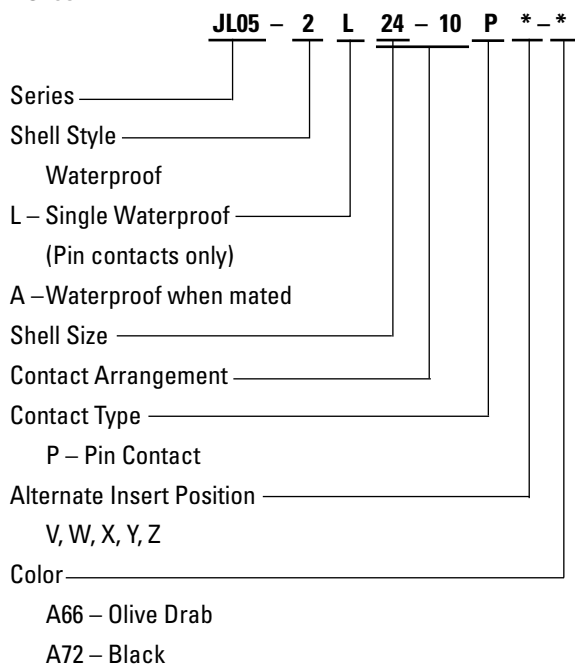 JL05 – 2 L 24 – 10 P * – *
Series
Shell Style
Waterproof
L – Single Waterproof
(Pin contacts only)
A –Waterproof when mated
Shell Size
Contact Arrangement
Contact Type
P – Pin Contact
Alternate Insert Position
V, W, X, Y, Z
Color
A66 – Olive Drab
A72 – Black